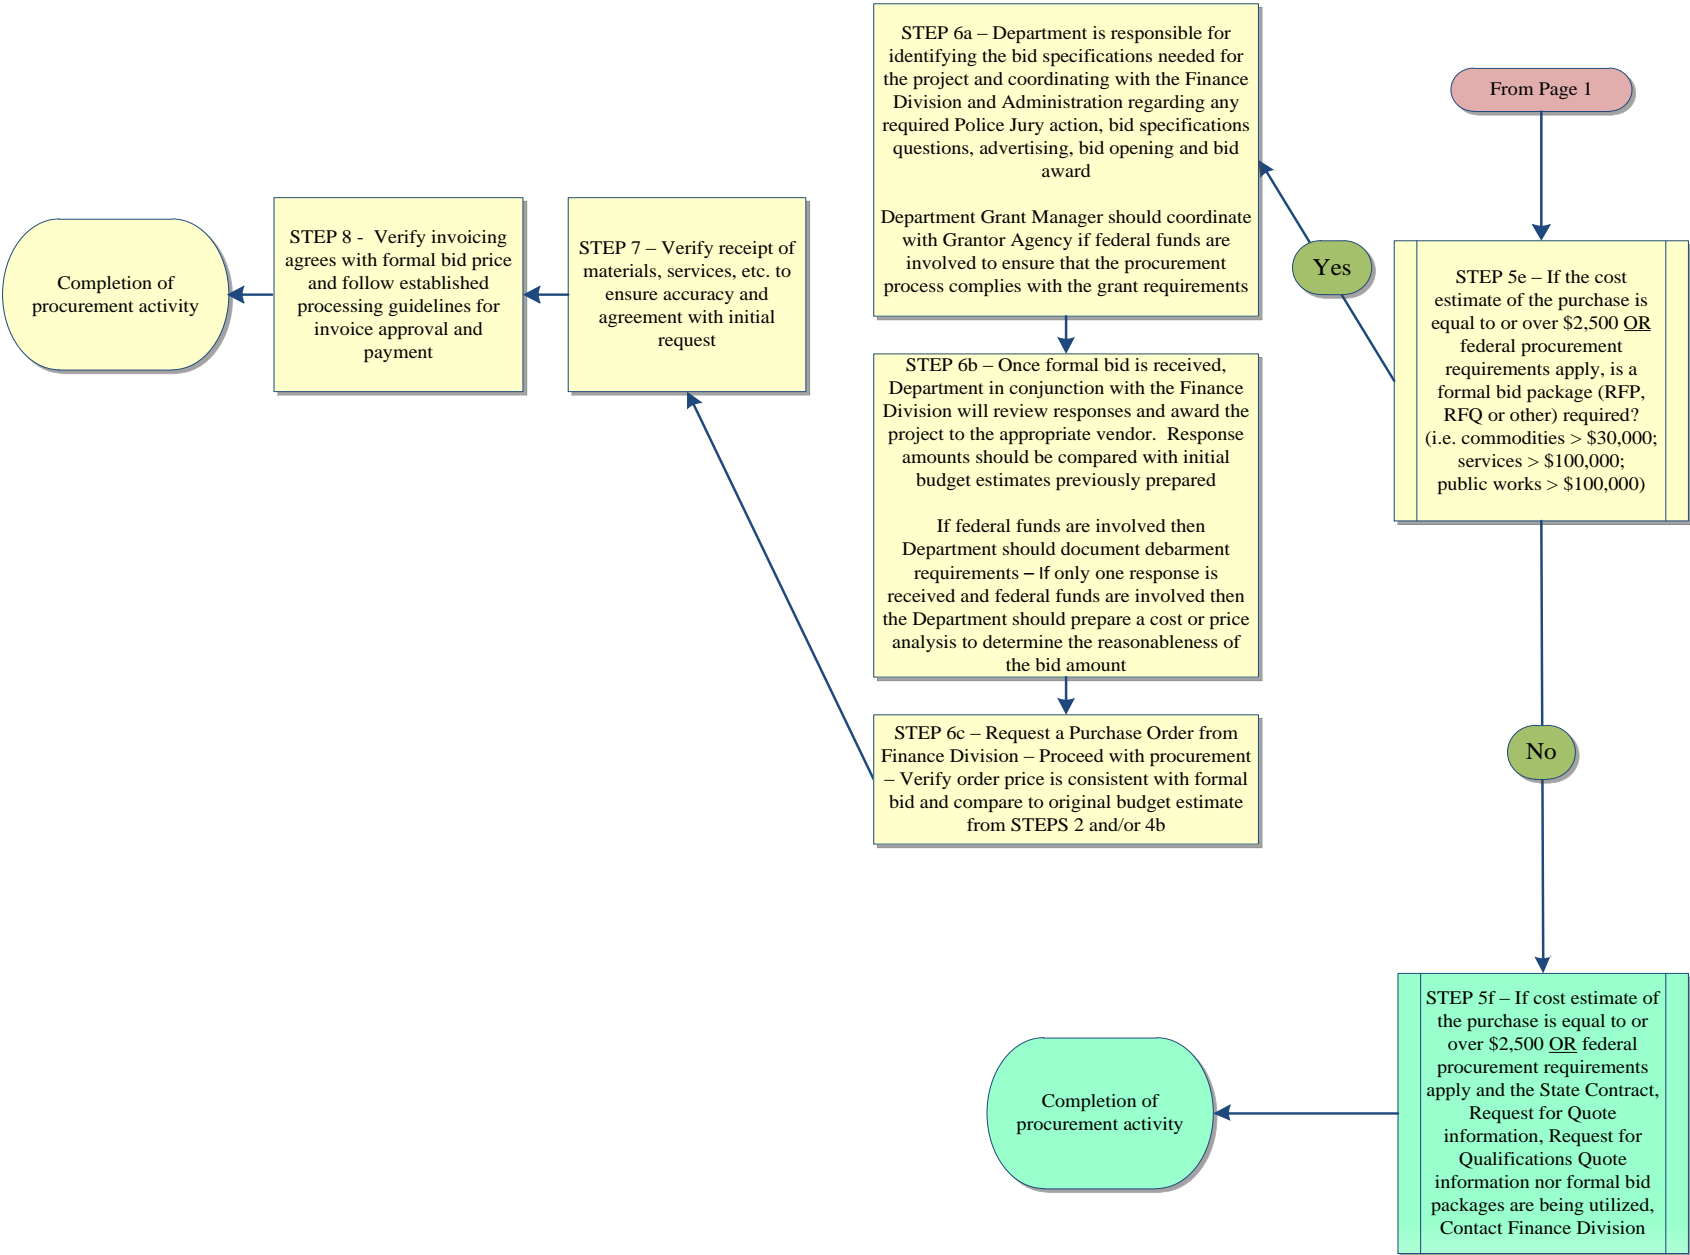 From Page 1
STEP 5e – If the cost
estimate of the purchase is
equal to or over $2,500 OR
federal procurement
requirements apply, is a
formal bid package (RFP,
RFQ or other) required?
(i.e. commodities > $30,000;
services > $100,000;
public works > $100,000)
Yes
STEP 6a – Department is responsible for
identifying the bid specifications needed for
the project and coordinating with the Finance
Division and Administration regarding any
required Police Jury action, bid specifications
questions, advertising, bid opening and bid
award
Department Grant Manager should coordinate
with Grantor Agency if federal funds are
involved to ensure that the procurement
process complies with the grant requirements
STEP 6b – Once formal bid is received,
Department in conjunction with the Finance
Division will review responses and award the
project to the appropriate vendor.  Response
amounts should be compared with initial
budget estimates previously prepared
If federal funds are involved then
Department should document debarment
requirements – If only one response is
received and federal funds are involved then
the Department should prepare a cost or price
analysis to determine the reasonableness of
the bid amount
STEP 6c – Request a Purchase Order from
Finance Division – Proceed with procurement
– Verify order price is consistent with formal
bid and compare to original budget estimate
from STEPS 2 and/or 4b
STEP 7 – Verify receipt of
materials, services, etc. to
ensure accuracy and
agreement with initial
request
STEP 8 -  Verify invoicing
agrees with formal bid price
and follow established
processing guidelines for
invoice approval and
payment
Completion of
procurement activity
No
STEP 5f – If cost estimate of
the purchase is equal to or
over $2,500 OR federal
procurement requirements
apply and the State Contract,
Request for Quote
information, Request for
Qualifications Quote
information nor formal bid
packages are being utilized,
Contact Finance Division
Completion of
procurement activity